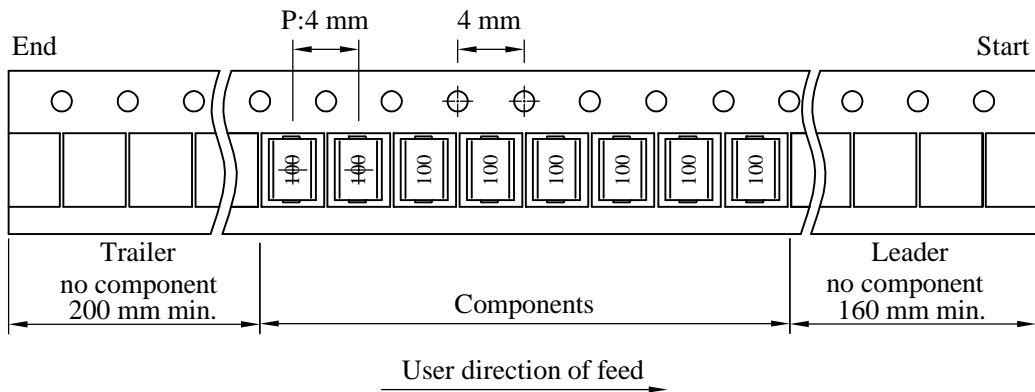 P:4 mm
4 mm
End
Start
100
100
100
100
100
100
100
100
Trailer
no component
200 mm min.
Components
Leader
no component
160 mm min.
User direction of feed